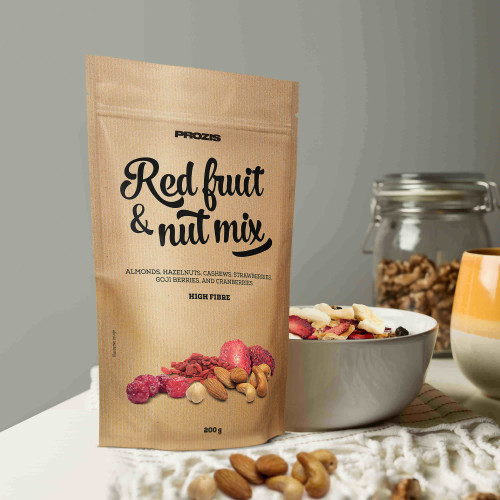 PROZIS
Red fruit
& nut mix
ALMONDS, HAZELNUTS, CASHEWS, STRAWBERRIES,
GOJI BERRIES, AND CRANBERRIES
HIGH FIBRE
200 g